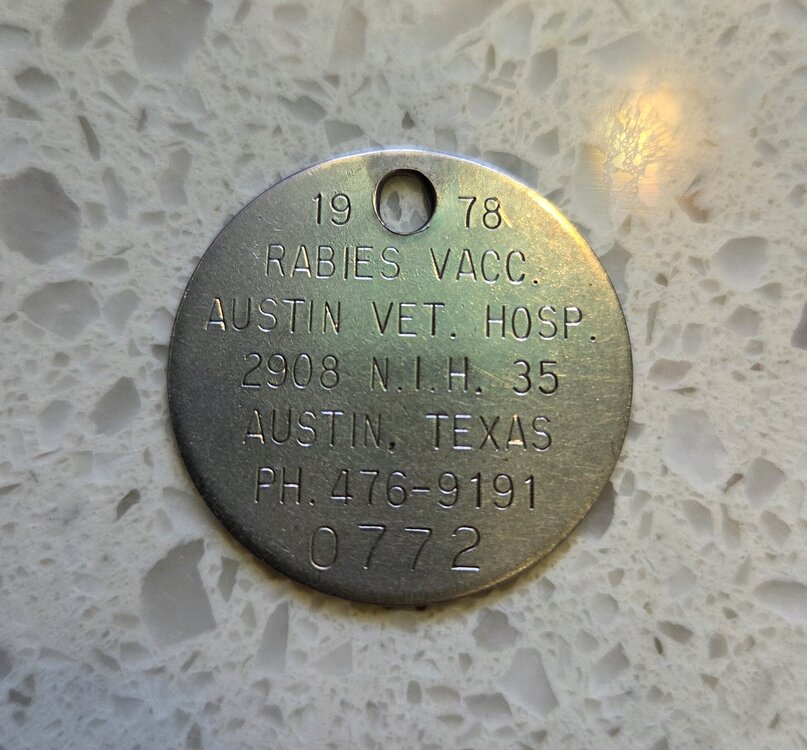 19 78
RABIES VACC.
AUSTIN VET. HOSP.
2908 N.I.H. 35
AUSTIN, TEXAS
PH. 476-9191
0772